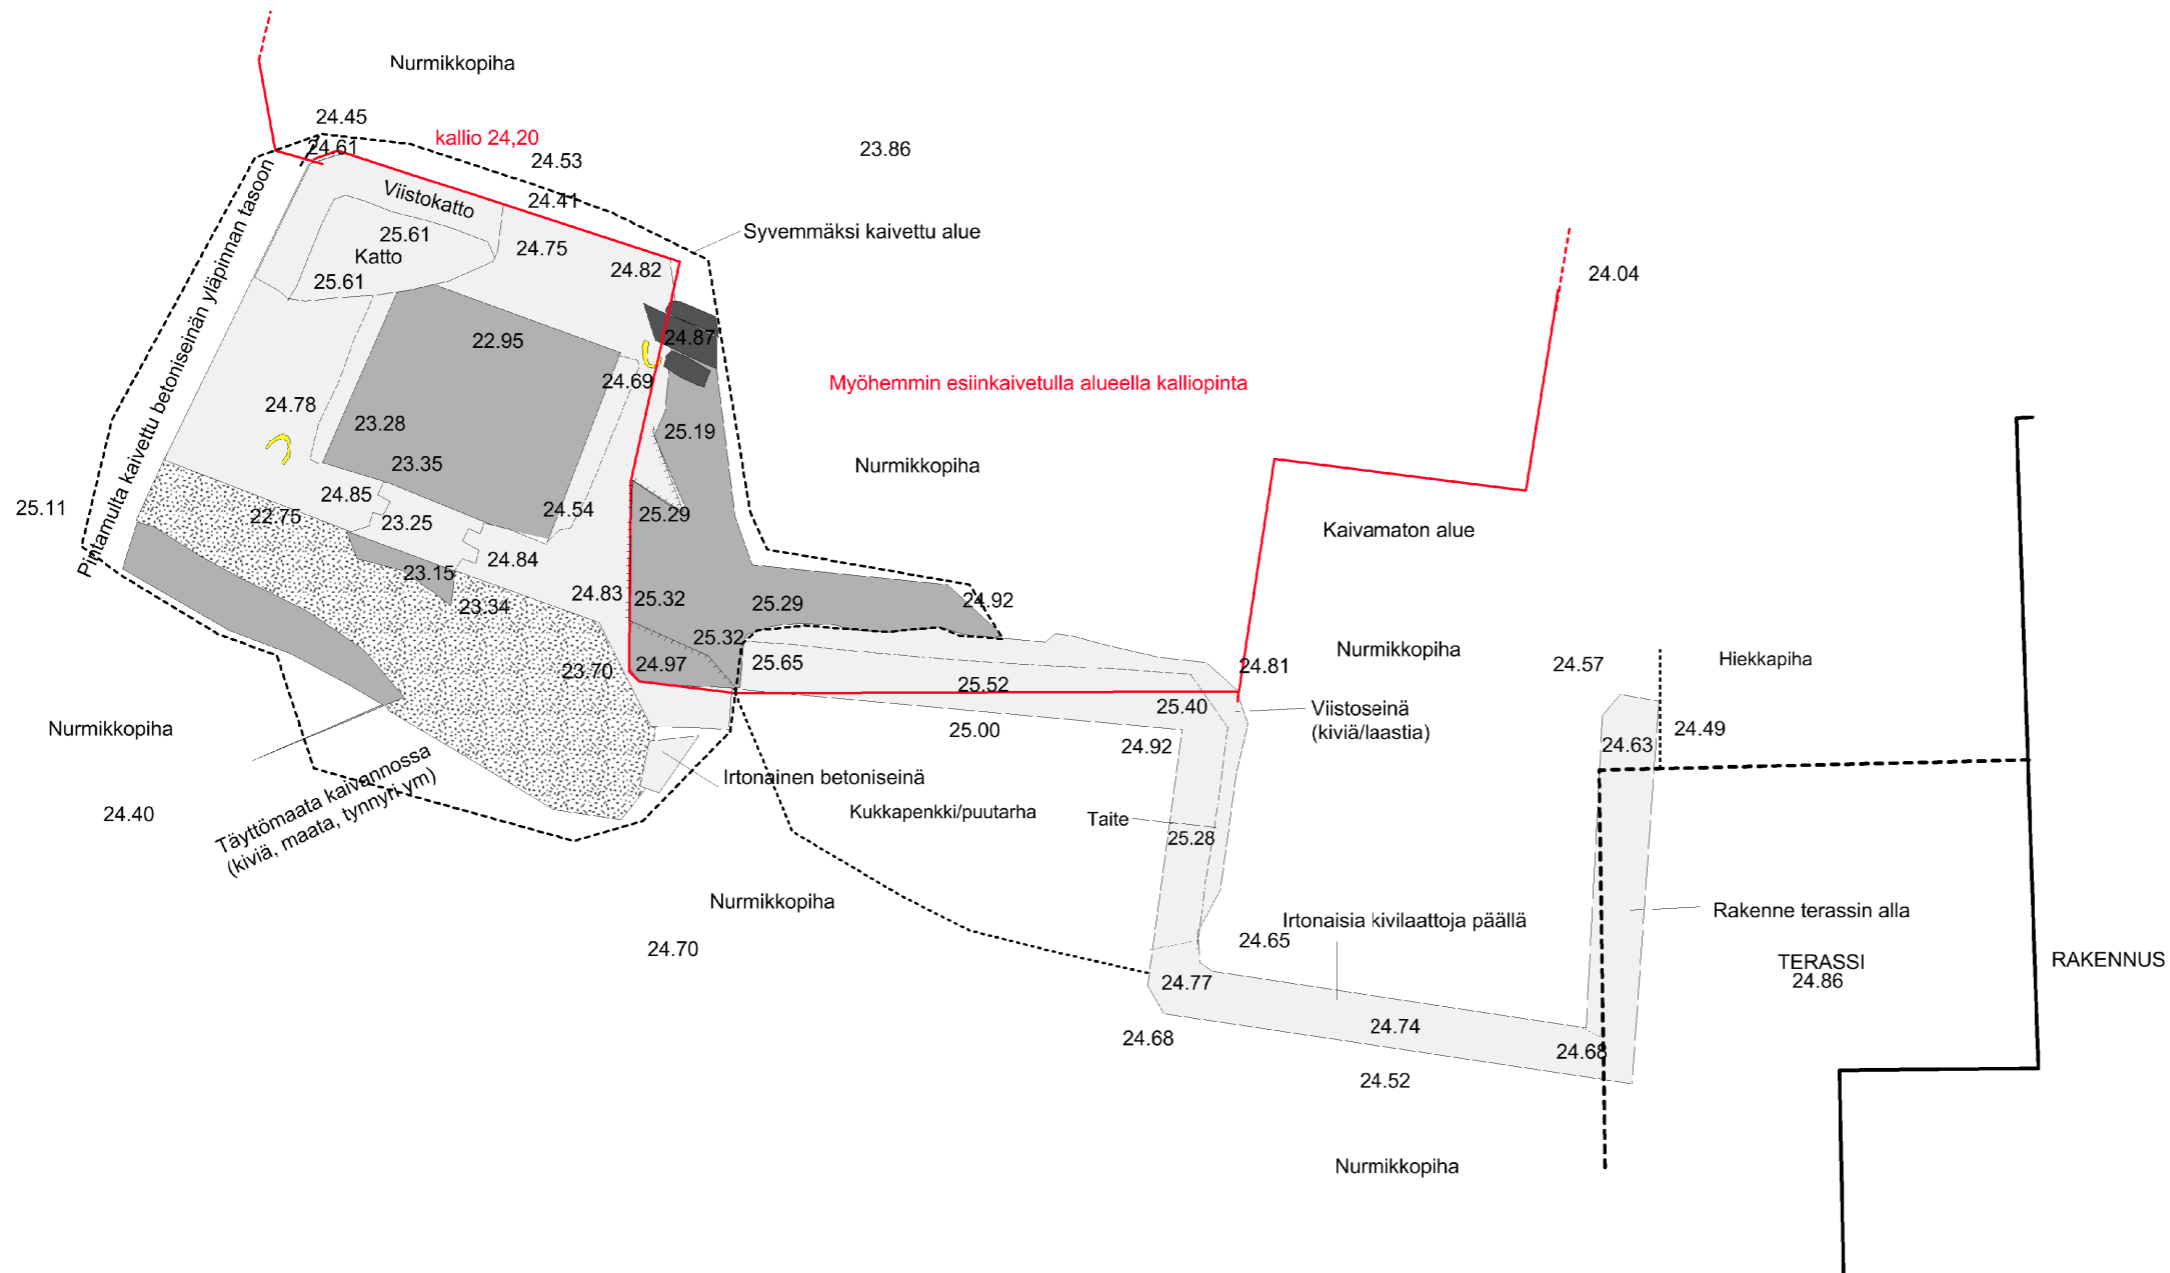 Nurmikkopiha
24.45
kallio 24,20
24.61
24.53
23.86
Viistokatto
24.41
25.61
Katto
24.75
Syvemmäksi kaivettu alue
24.82
25.61
24.04
Pintamulta kaivettu betoniseinän yläpinnan tasoon
22.95
24.87
24.69
Myöhemmin esiinkaivetulla alueella kalliopinta
24.78
23.28
25.19
23.35
Nurmikkopiha
24.85
25.11
22.75
23.25
24.54
25.29
Kaivamaton alue
24.84
23.15
24.83
25.32
25.29
24.92
23.34
25.32
Nurmikkopiha
23.70
24.97
25.65
24.81
24.57
Hiekkapiha
25.52
25.40
Viistoseinä
(kiviä/laastia)
Nurmikkopiha
25.00
24.92
24.63
24.49
Irtonainen betoniseinä
Täyttömaata kaivannossa
(kiviä, maata, tynnyri ym)
24.40
Kukkapenkki/puutarha
Taite
25.28
Nurmikkopiha
Irtonaisia kivilaattoja päällä
Rakenne terassin alla
24.70
24.65
TERASSI
24.86
RAKENNUS
24.77
24.74
24.68
24.68
24.52
Nurmikkopiha